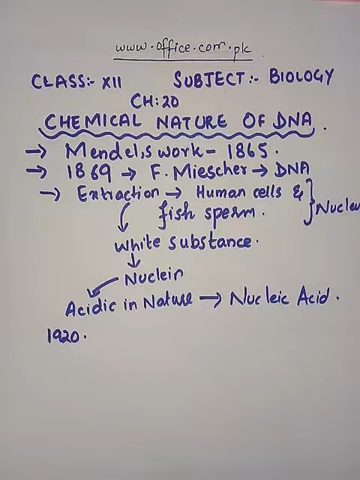 www.office.com.pk
CLASS:- XII SUBJECT:- BIOLOGY
CH:20
CHEMICAL NATURE OF DNA.
→ Mendel,s work - 1865.
→ 1869 → F. Miescher → DNA
→ Extraction → Human cells & } Nucleu
fish sperm.
white substance.
Nuclein
Acidic in Nature → Nucleic Acid.
1920.